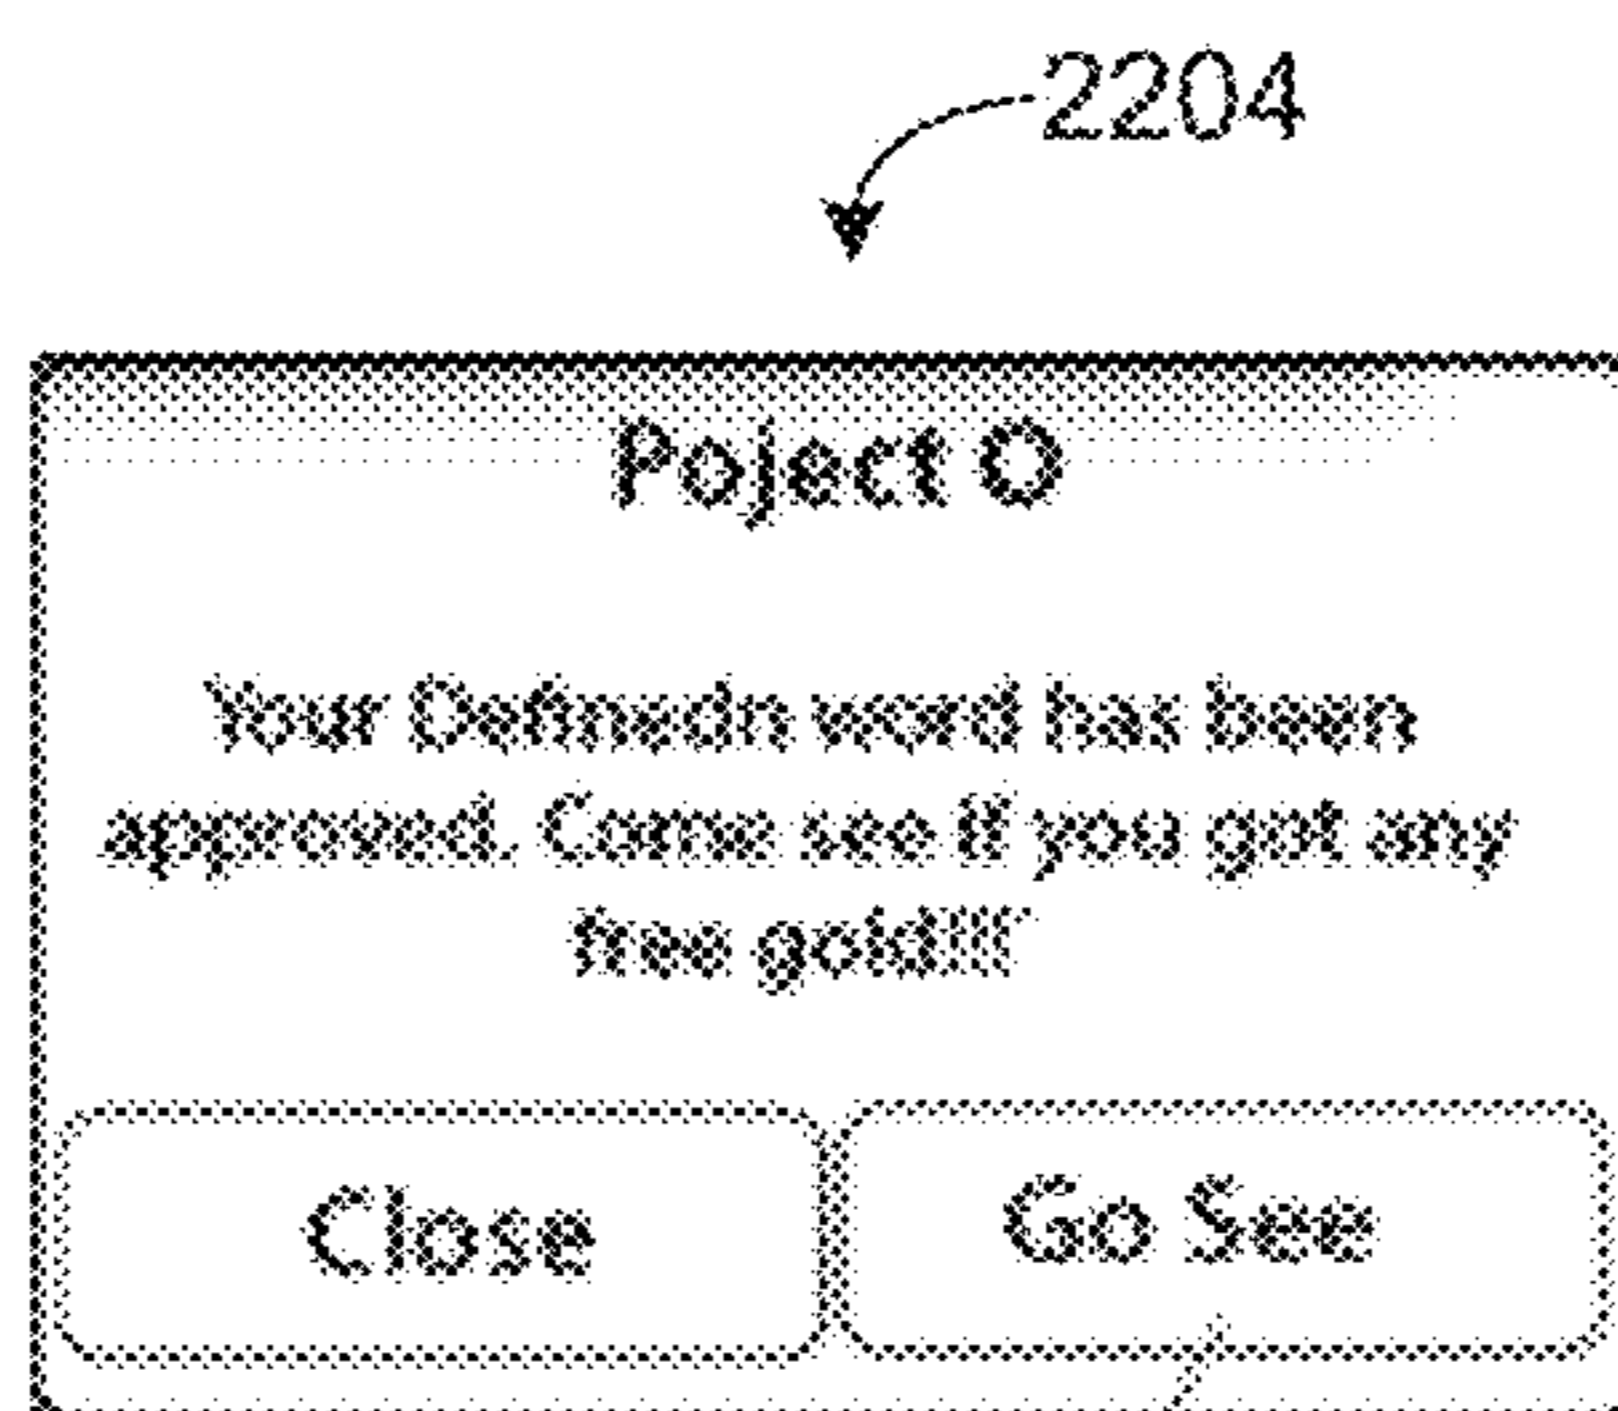 2204
Poject O
Your Definedn word has been
approved. Come see if you got any
free gold!!!!
Close
Go See